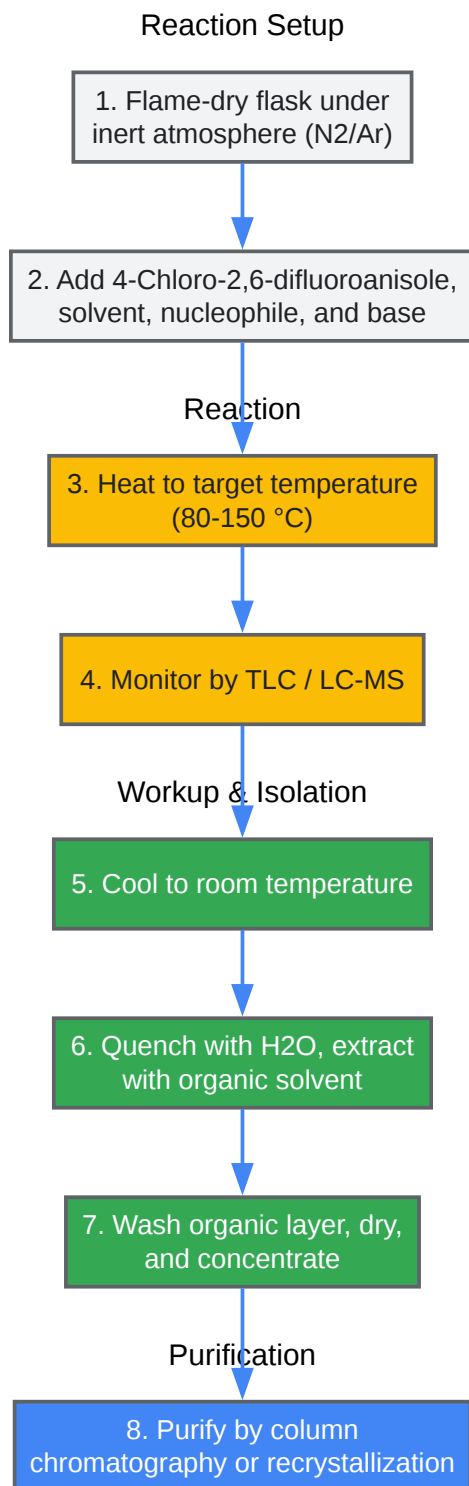 Reaction Setup
1. Flame-dry flask under
inert atmosphere (N2/Ar)
2. Add 4-Chloro-2,6-difluoroanisole,
solvent, nucleophile, and base
Reaction
3. Heat to target temperature
(80-150 °C)
4. Monitor by TLC / LC-MS
Workup & Isolation
5. Cool to room temperature
6. Quench with H2O, extract
with organic solvent
7. Wash organic layer, dry,
and concentrate
Purification
8. Purify by column
chromatography or recrystallization